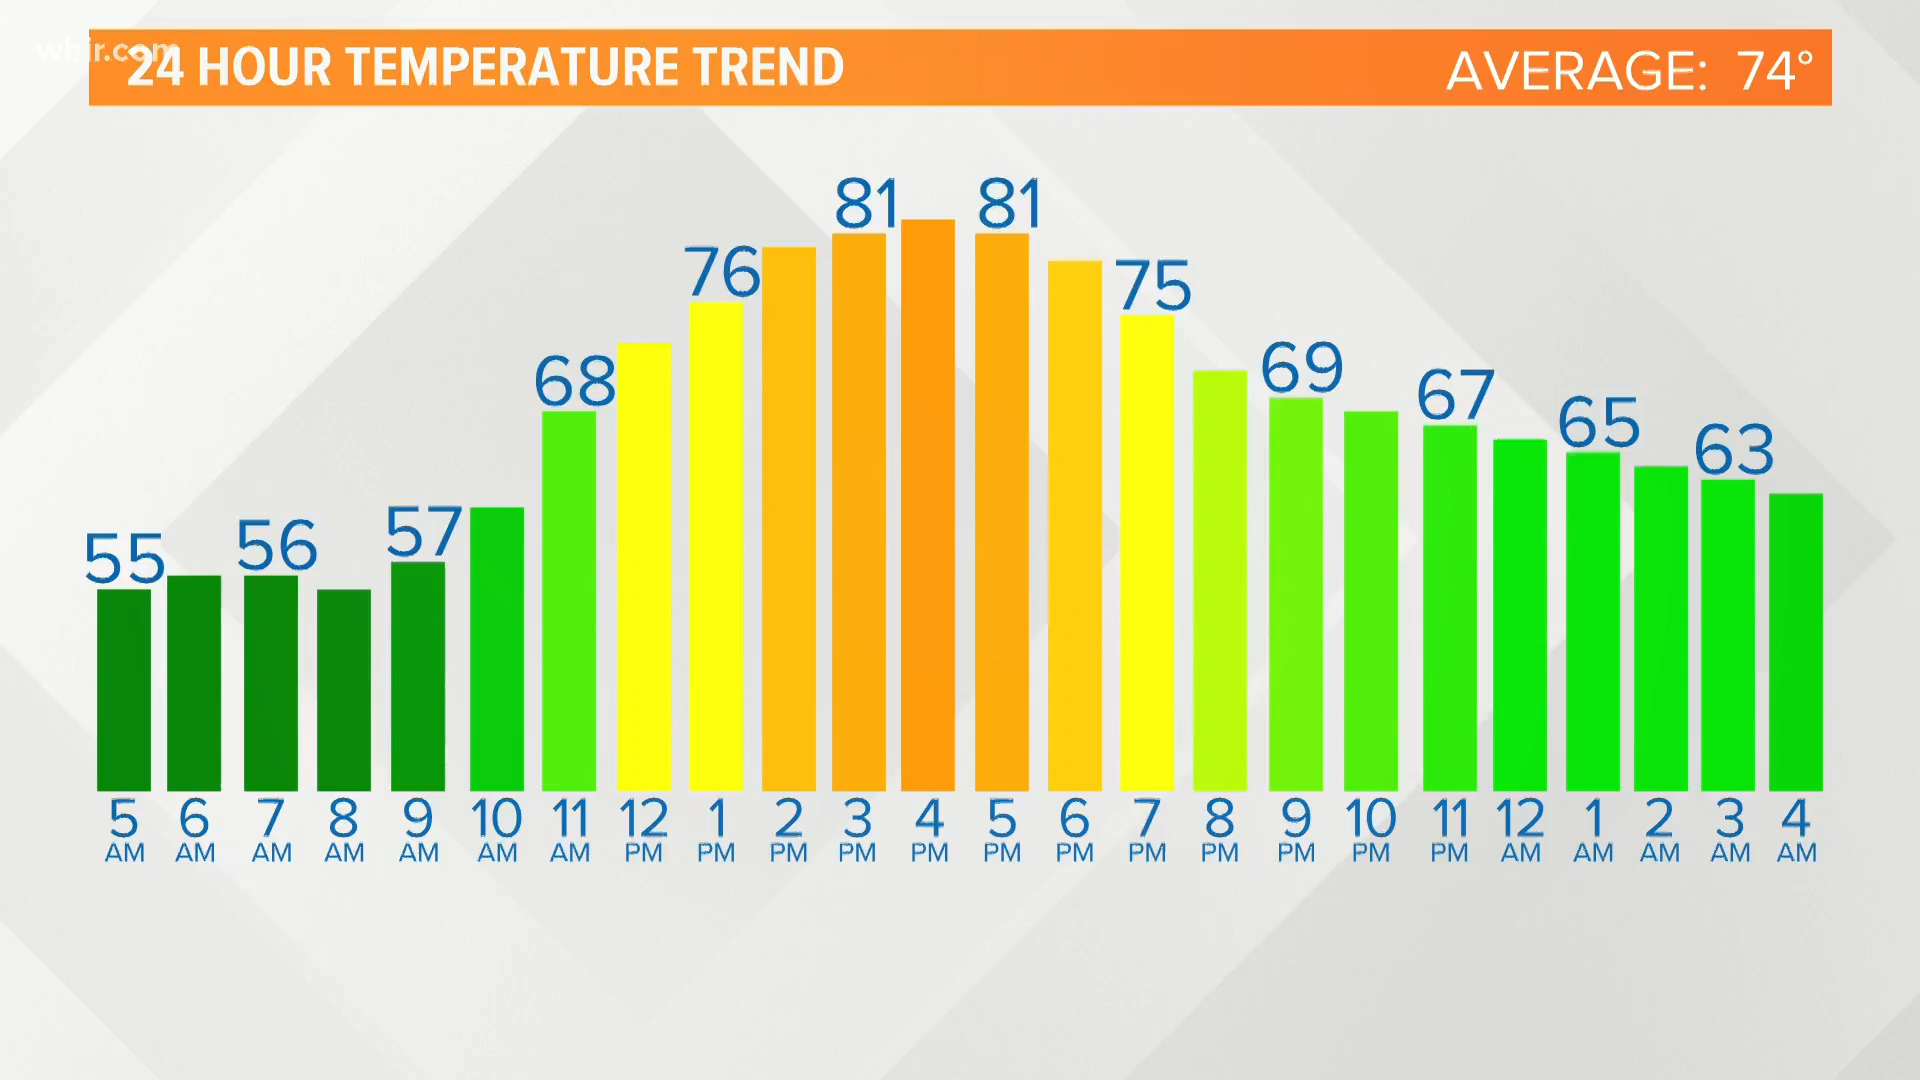 wbir.com
24 HOUR TEMPERATURE TREND AVERAGE: 74°
81 81
76 75
68 69
67
65
63
57
56
55
5 6 7 8 9 10 11 12 1 2 3 4 5 6 7 8 9 10 11 12 1 2 3 4
AM AM AM AM AM AM AM PM PM PM PM PM PM PM PM PM PM PM PM AM AM AM AM AM